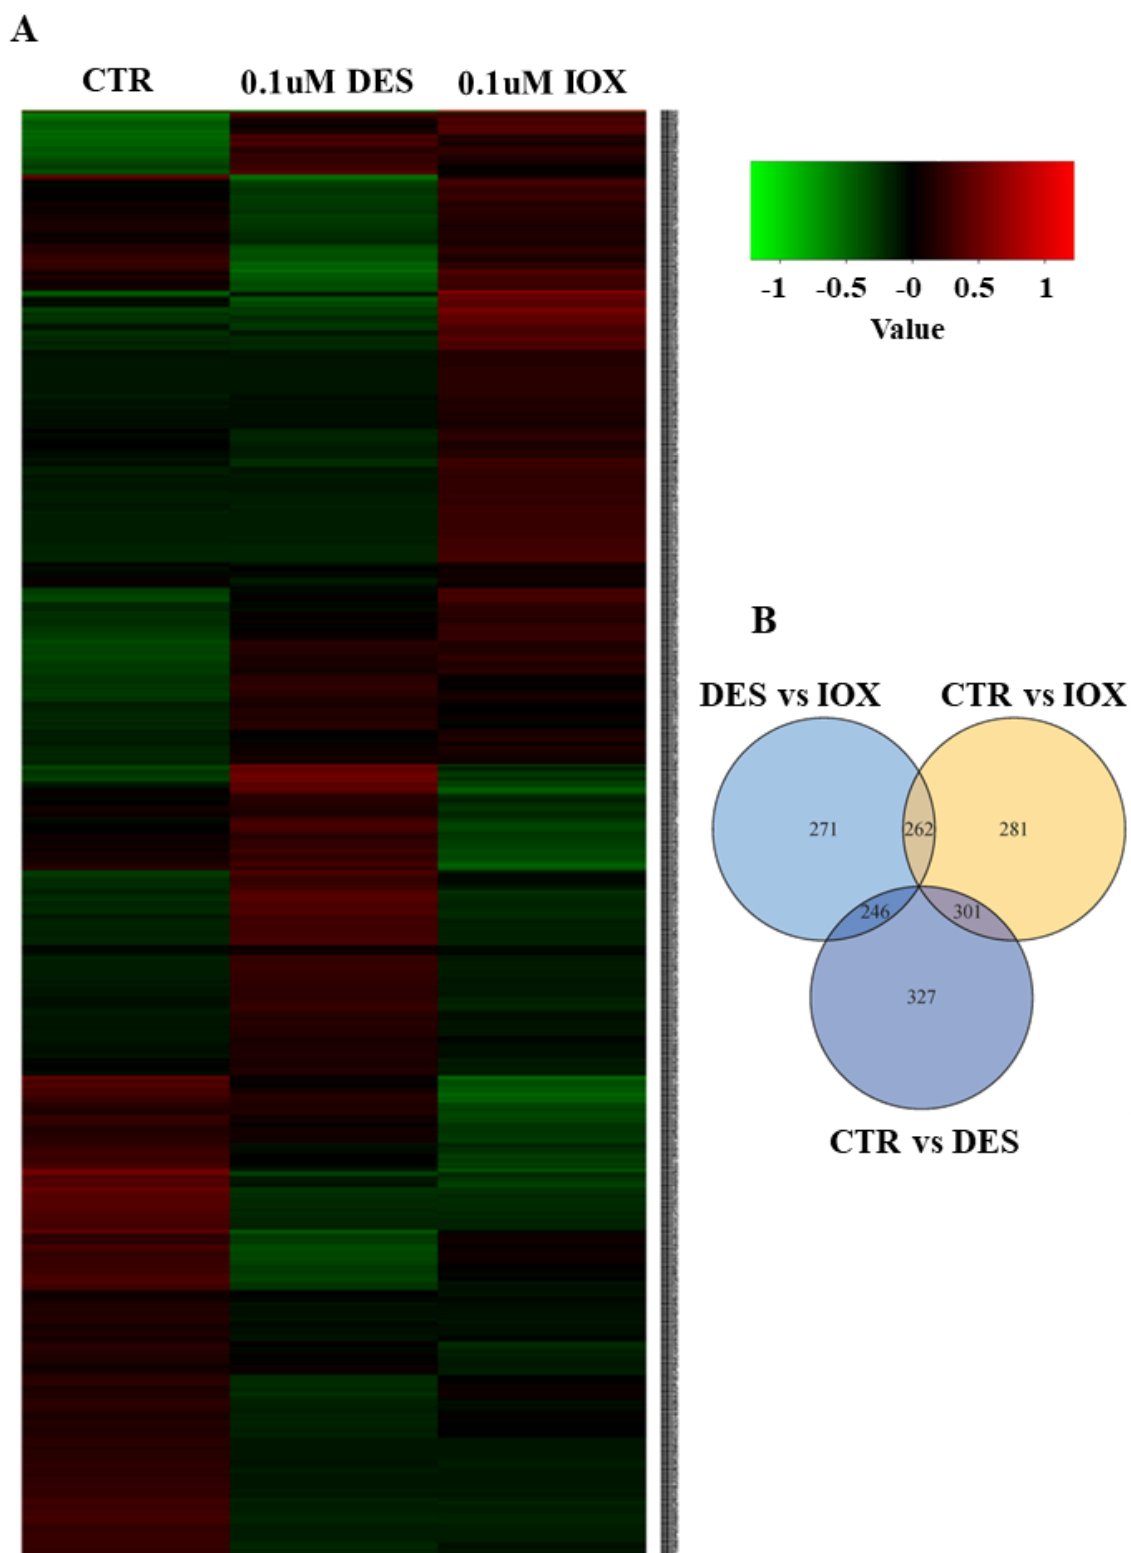 A
CTR 0.1uM DES 0.1uM IOX
-1 -0.5 -0 0.5 1
Value
B
DES vs IOX CTR vs IOX
271 262 281
246 301
327
CTR vs DES